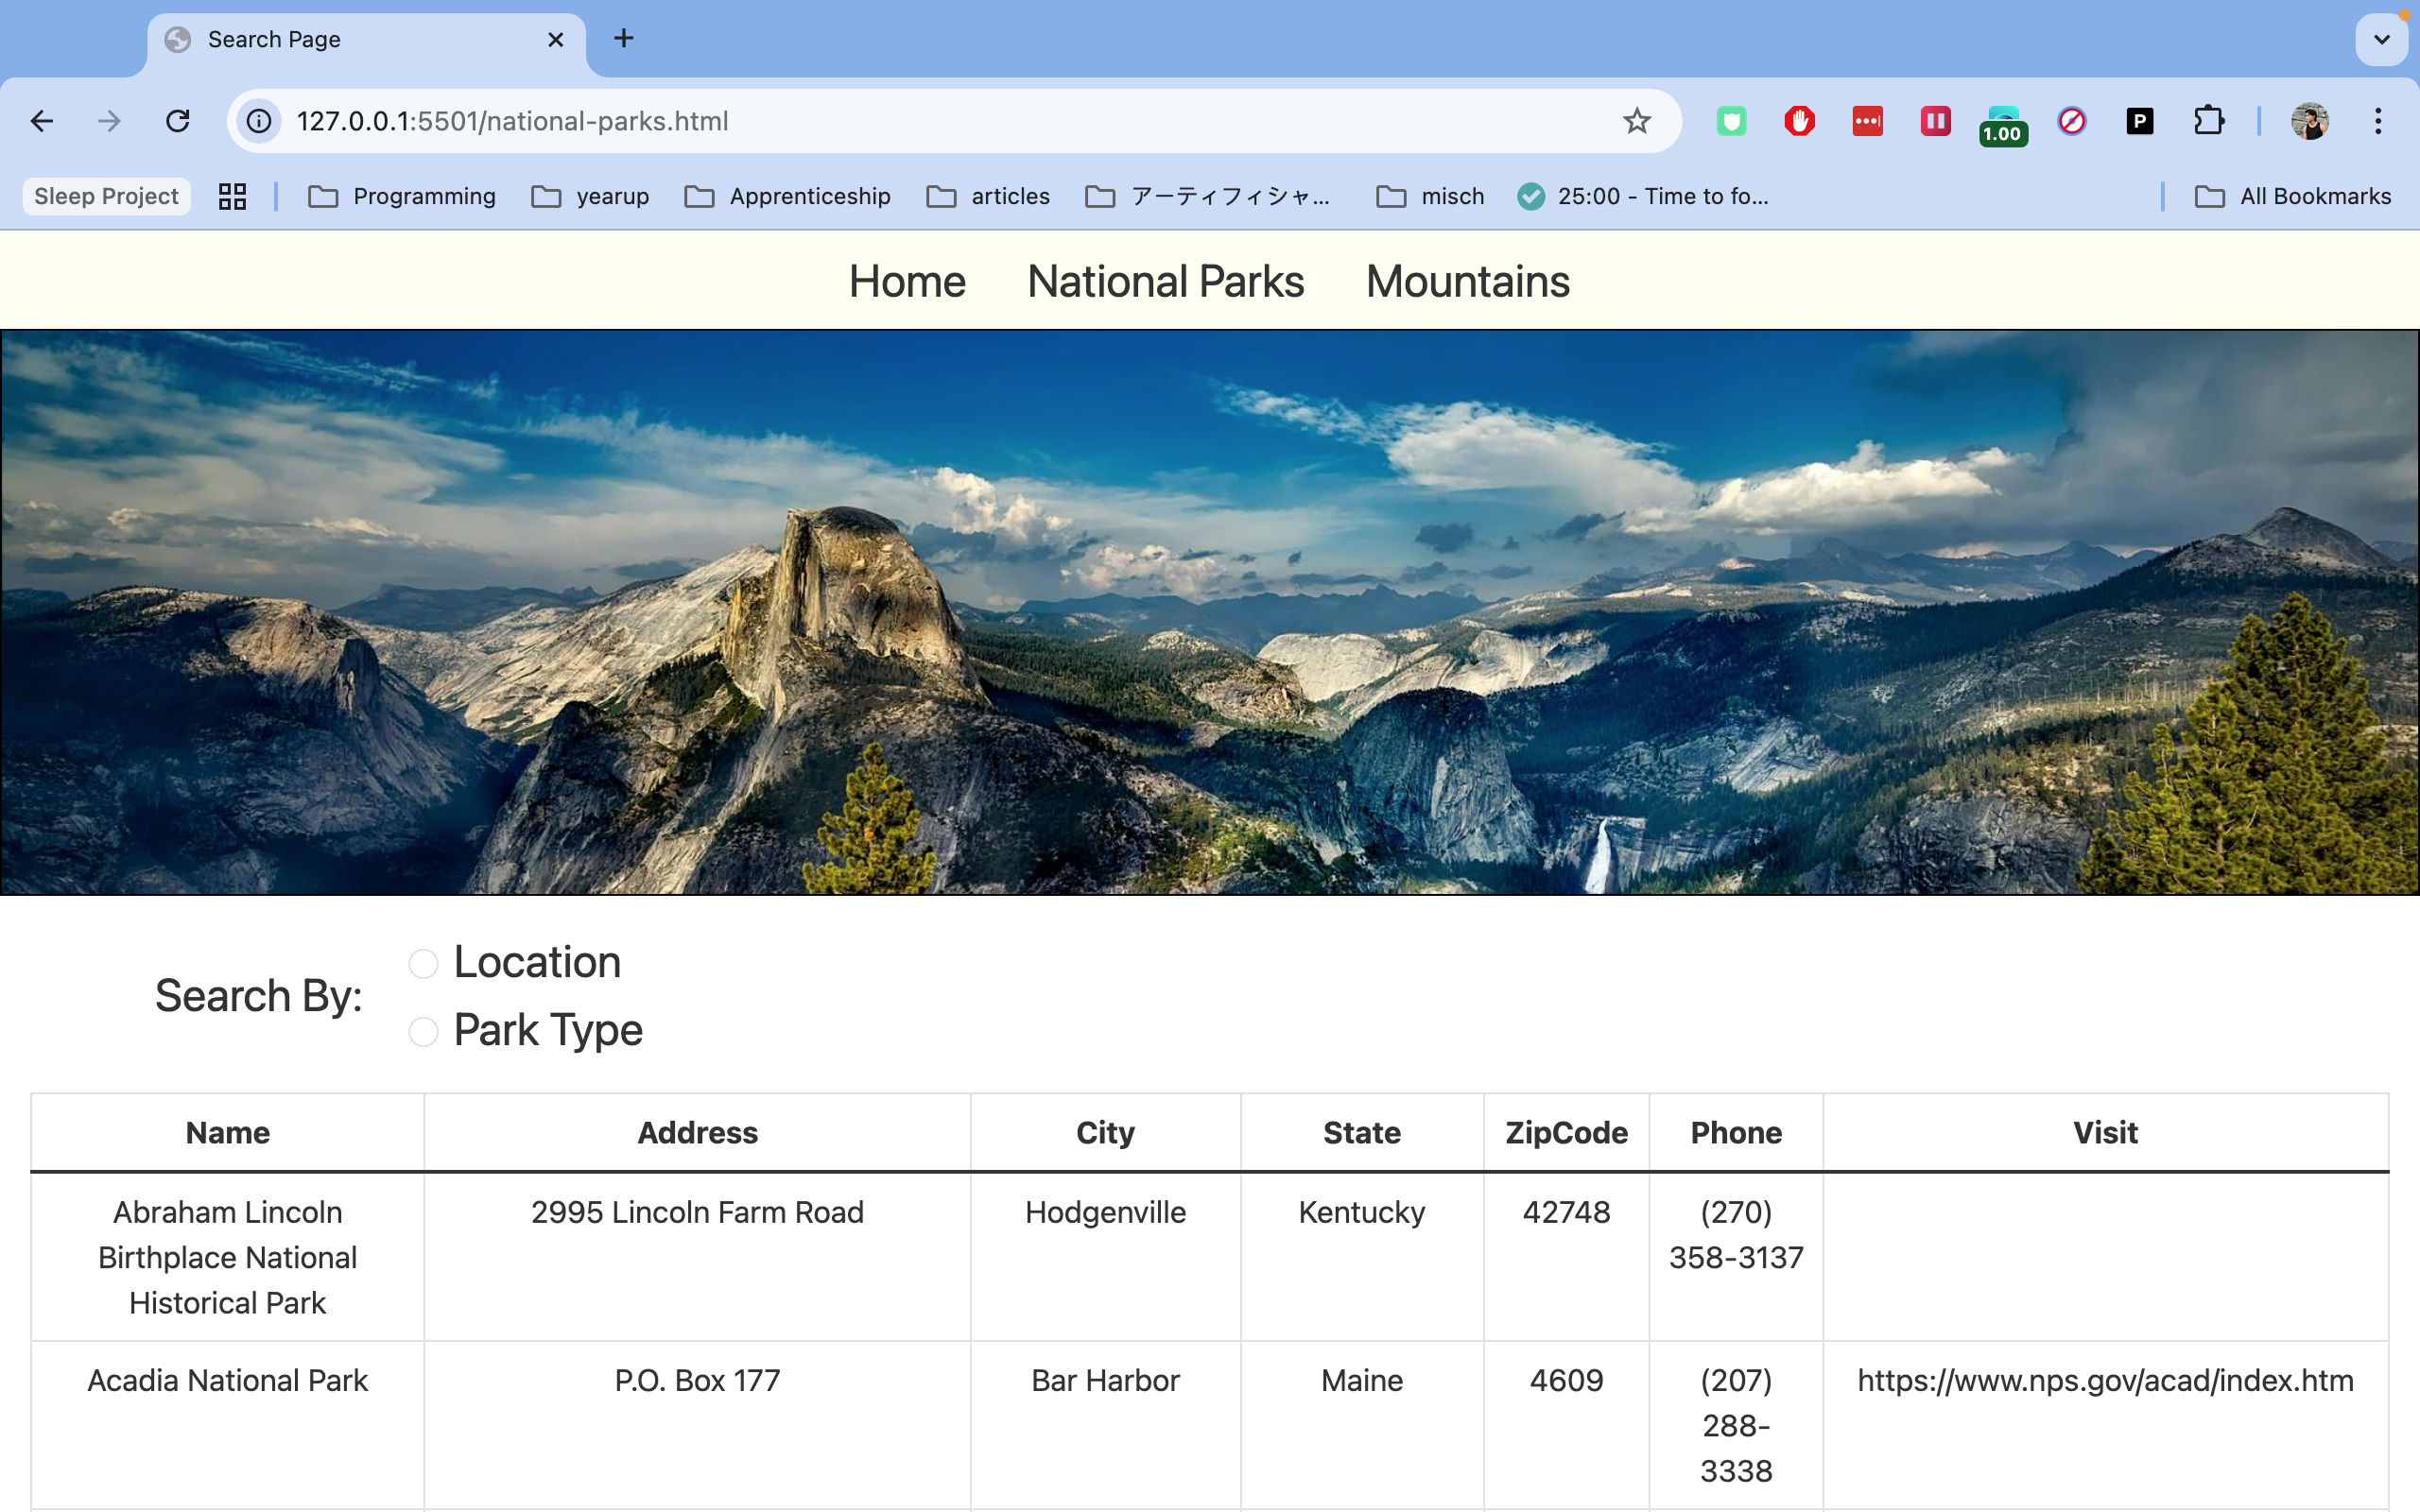 Search Page
127.0.0.1:5501/national-parks.html
1.00
P
Sleep Project
Programming
yearup
Apprenticeship
articles
アーティフィシャ...
misch
25:00 - Time to fo...
All Bookmarks
Home National Parks Mountains
Search By:
Location
Park Type
Name Address City State ZipCode Phone Visit
Abraham Lincoln
Birthplace National
Historical Park
2995 Lincoln Farm Road
Hodgenville
Kentucky
42748
(270)
358-3137
Acadia National Park
P.O. Box 177
Bar Harbor
Maine
4609
(207)
288-
3338
https://www.nps.gov/acad/index.htm